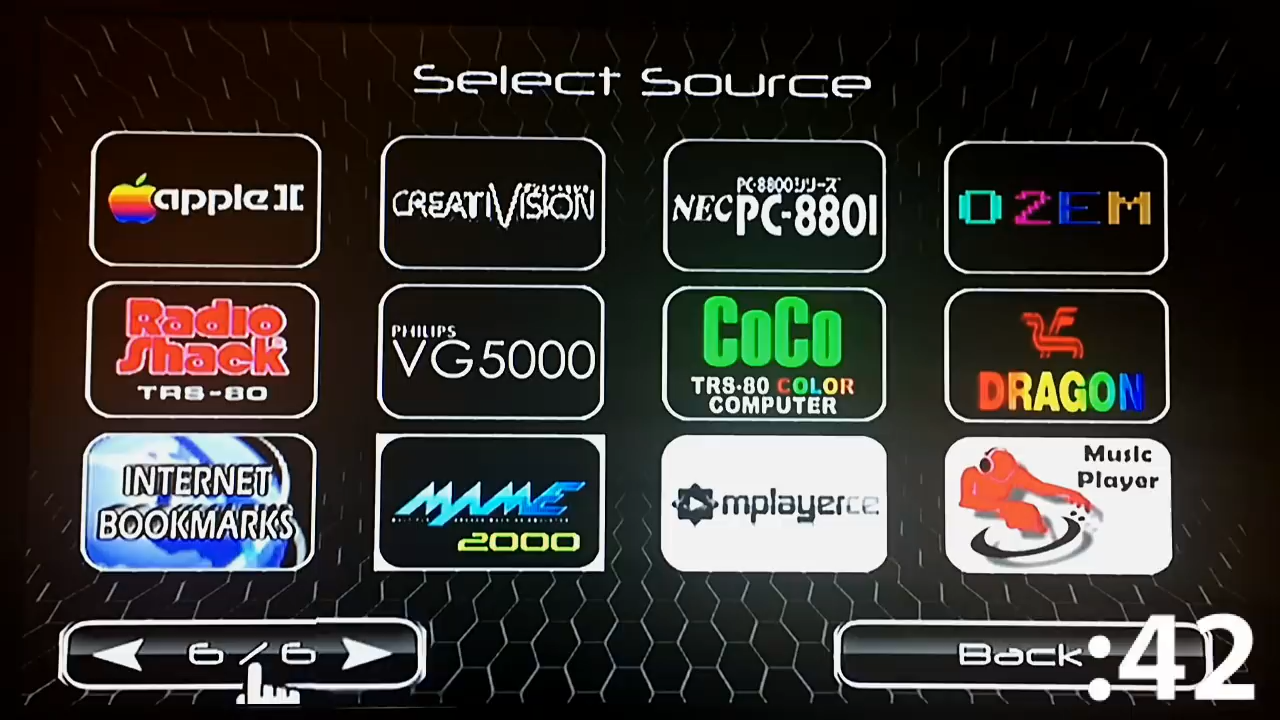 Select Source
apple ][
CREATIVISION
PC-8800シリーズ
NEC PC-8801
OZEM
Radio
Shack
TRS-80
PHILIPS
VG5000
CoCo
TRS-80 COLOR
COMPUTER
DRAGON
INTERNET
BOOKMARKS
MAME
2000
mplayerce
Music
Player
6/6
Back
:42